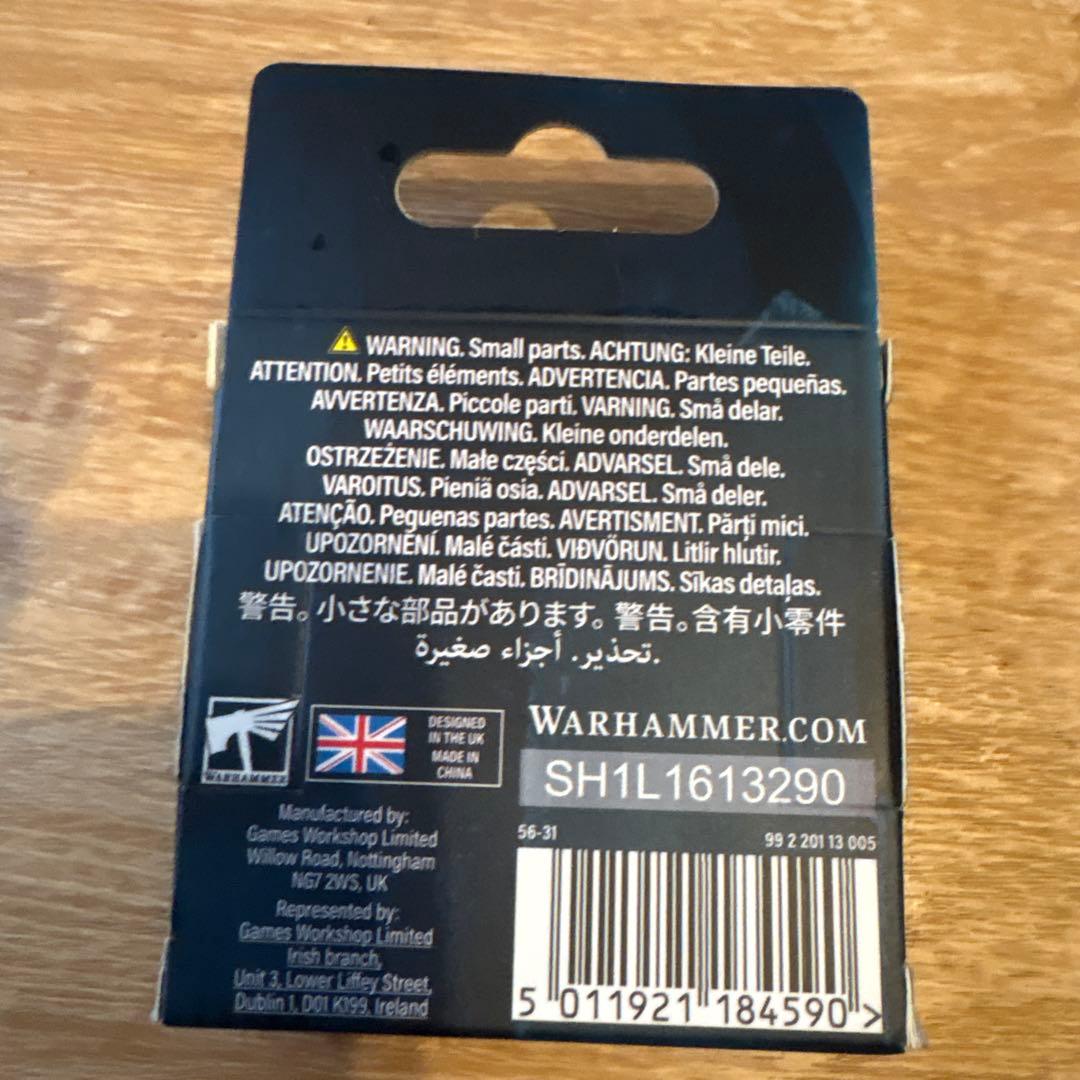 WARNING. Small parts. ACHTUNG: Kleine Teile.
ATTENTION. Petits éléments. ADVERTENCIA. Partes pequeñas.
AVVERTENZA. Piccole parti. VARNING. Små delar.
WAARSCHUWING. Kleine onderdelen.
OSTRZEŻENIE. Małe części. ADVARSEL. Små dele.
VAROITUS. Pieniä osia. ADVARSEL. Små deler.
ATENÇÃO. Peguenas partes. AVERTISMENT. Părți mici.
UPOZORNĚNÍ. Malé části. VIÐVÖRUN. Litlir hlutir.
UPOZORNENIE. Malé časti. BRĪDINĀJUMS. Sīkas detaļas.
警告。小さな部品があります。警告。含有小零件
تحذير. أجزاء صغيرة.
WARHAMMER
DESIGNED
IN THE UK
MADE IN
CHINA
WARHAMMER.COM
SH1L1613290
Manufactured by:
Games Workshop Limited
Willow Road, Nottingham
NG7 2WS, UK
Represented by:
Games Workshop Limited
Irish branch,
Unit 3, Lower Liffey Street,
Dublin 1, D01 K199, Ireland
56-31
99 2 201 13 005
5 011921 184590 >